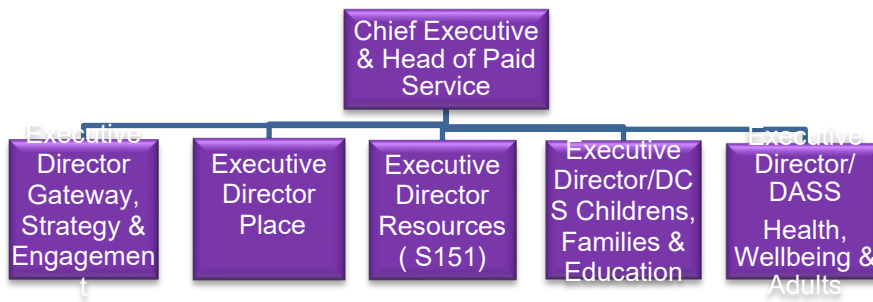 Chief Executive
& Head of Paid
Service
Executive
Director
Gateway,
Strategy &
Engagemen
t
Executive
Director
Place
Executive
Director
Resources
( S151)
Executive
Director/DC
S Childrens,
Families &
Education
Executive
Director/
DASS
Health,
Wellbeing &
Adults